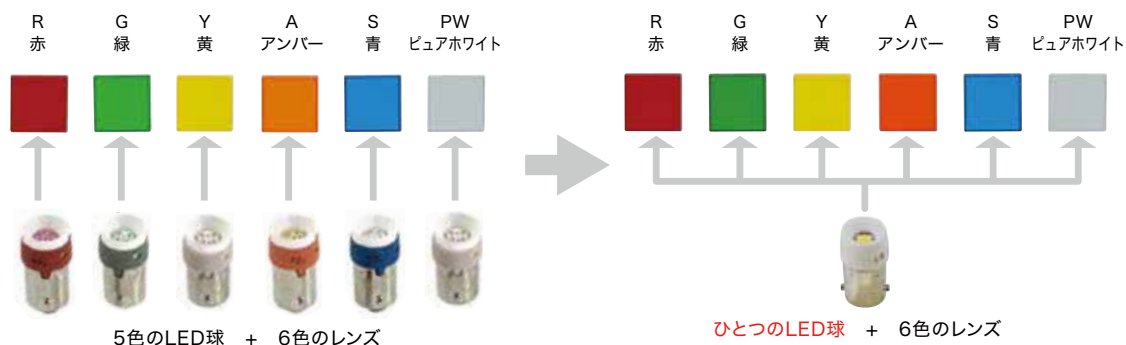 R G Y A S PW
赤 緑 黄 アンバー 青 ピュアホワイト
R G Y A S PW
赤 緑 黄 アンバー 青 ピュアホワイト
5色のLED球 + 6色のレンズ
ひとつのLED球 + 6色のレンズ